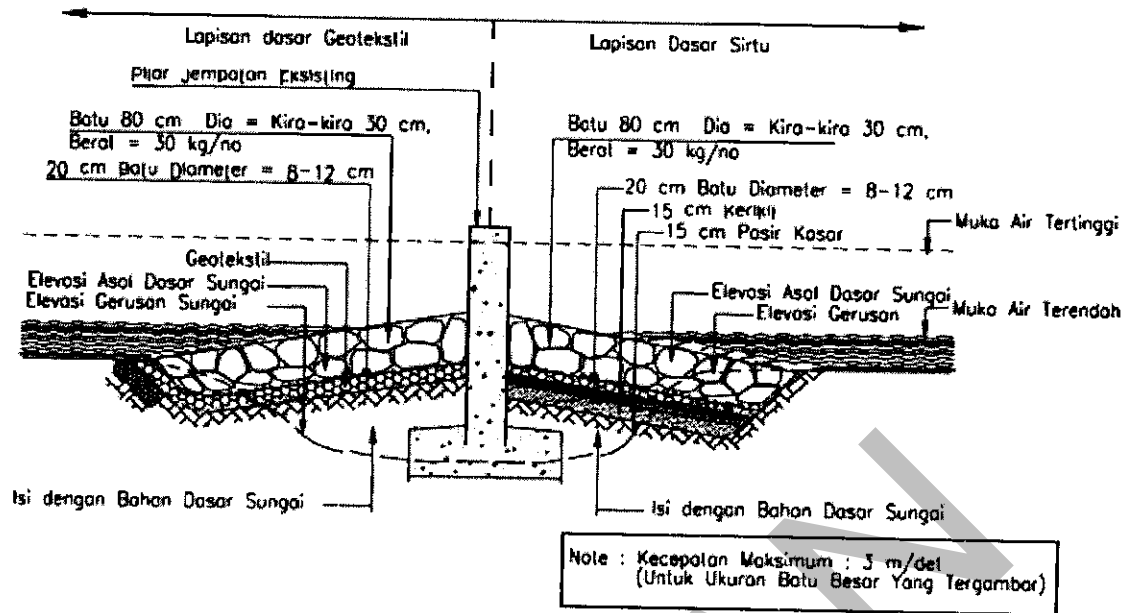 Lapisan dasar Geotekstil
Lapisan Dasar Sirtu
Pilar Jembatan Eksisting
Batu 80 cm Dia = Kira-kira 30 cm,
Berat = 30 kg/no
20 cm Batu Diameter = 8-12 cm
Batu 80 cm Dia = Kira-kira 30 cm,
Berat = 30 kg/no
20 cm Batu Diameter = 8-12 cm
15 cm Kerikil
15 cm Pasir Kasar
Muka Air Tertinggi
Geotekstil
Elevasi Asal Dasar Sungai
Elevasi Gerusan Sungai
Elevasi Asal Dasar Sungai
Elevasi Gerusan
Muka Air Terendah
Isi dengan Bahan Dasar Sungai
Isi dengan Bahan Dasar Sungai
Note : Kecepatan Maksimum : 3 m/det
(Untuk Ukuran Batu Besar Yang Tergambar)